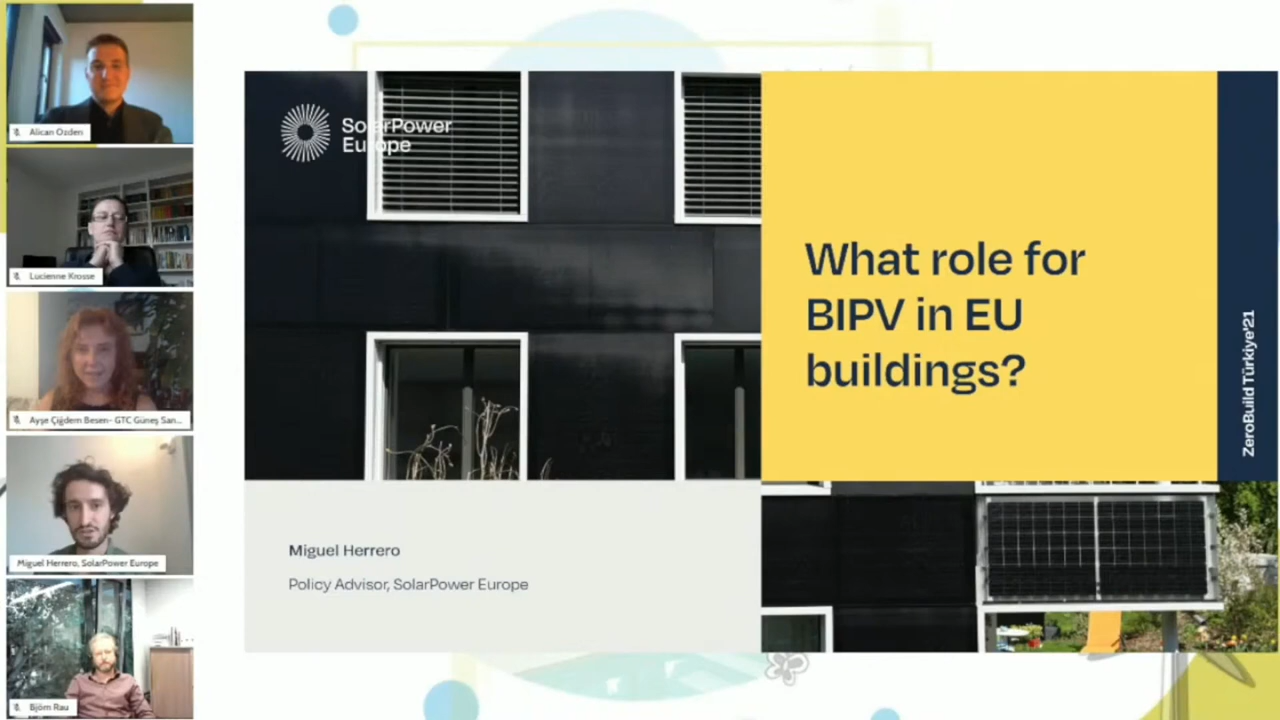 Alican Ozden
Lucienne Krosse
Ayşe Çiğdem Besen- GTC Güneş San...
Miguel Herrero, SolarPower Europe
Björn Rau
SolarPower
Europe
What role for
BIPV in EU
buildings?
ZeroBuild Türkiye'21
Miguel Herrero
Policy Advisor, SolarPower Europe